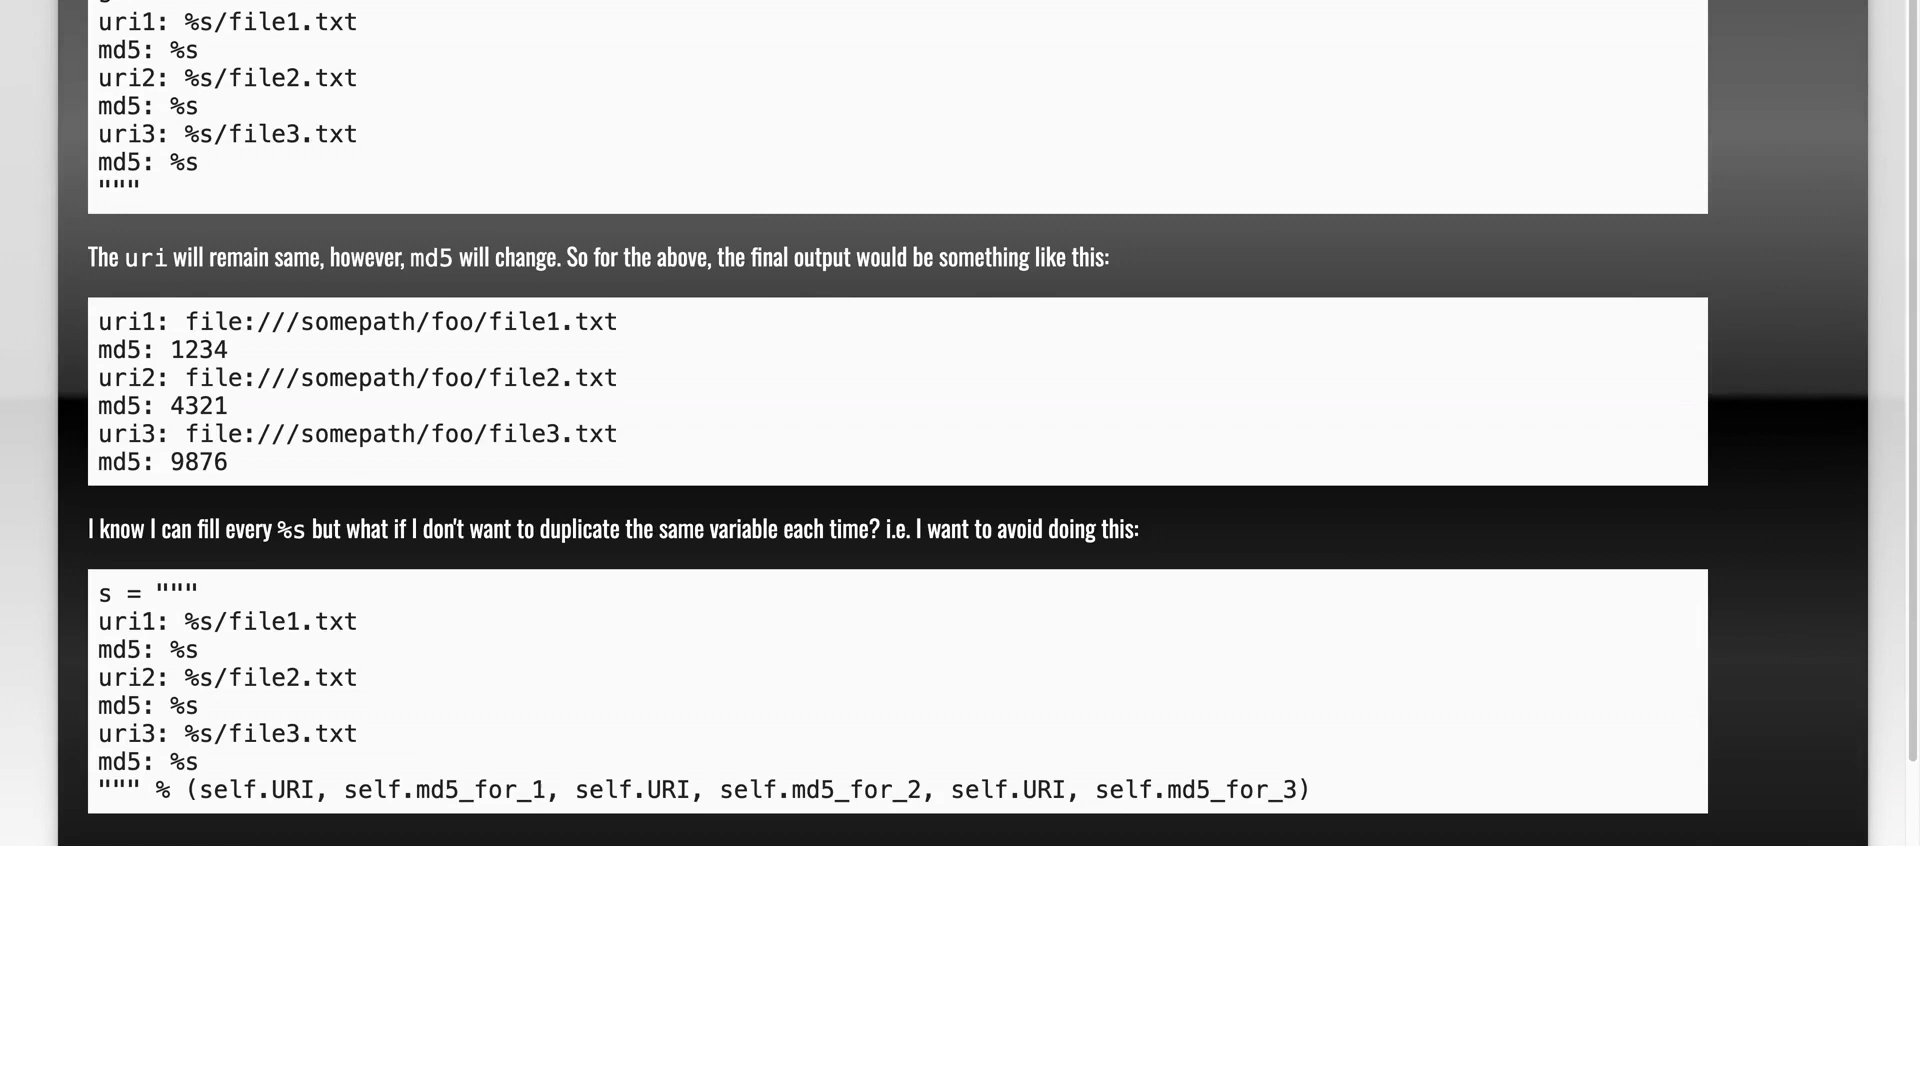 uri1: %s/file1.txt
md5: %s
uri2: %s/file2.txt
md5: %s
uri3: %s/file3.txt
md5: %s
"""
The uri will remain same, however, md5 will change. So for the above, the final output would be something like this:
uri1: file:///somepath/foo/file1.txt
md5: 1234
uri2: file:///somepath/foo/file2.txt
md5: 4321
uri3: file:///somepath/foo/file3.txt
md5: 9876
I know I can fill every %s but what if I don't want to duplicate the same variable each time? i.e. I want to avoid doing this:
s = """
uri1: %s/file1.txt
md5: %s
uri2: %s/file2.txt
md5: %s
uri3: %s/file3.txt
md5: %s
""" % (self.URI, self.md5_for_1, self.URI, self.md5_for_2, self.URI, self.md5_for_3)